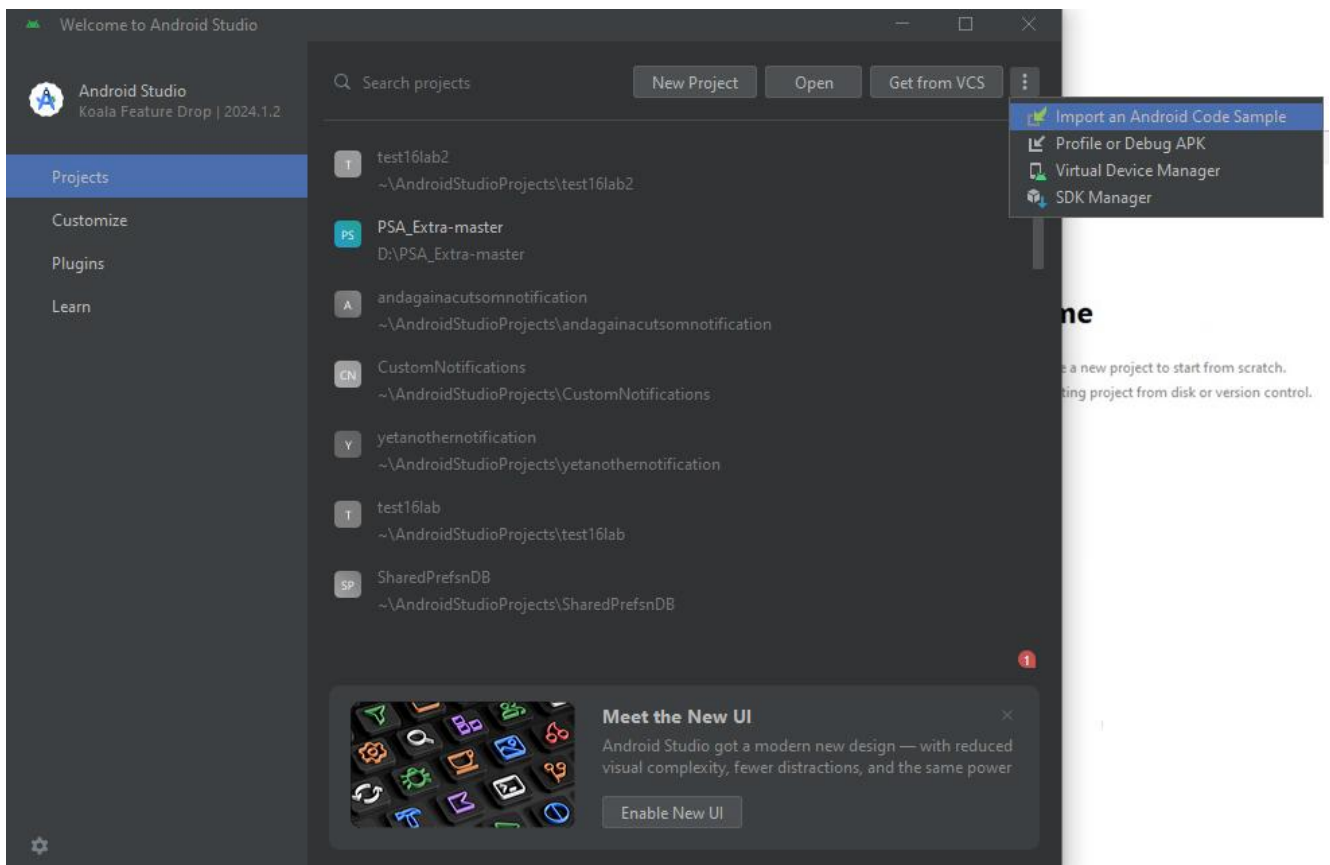 Welcome to Android Studio
Android Studio
Koala Feature Drop | 2024.1.2
Projects
Customize
Plugins
Learn
Search projects
New Project
Open
Get from VCS
Import an Android Code Sample
Profile or Debug APK
Virtual Device Manager
SDK Manager
T
test16lab2
~\AndroidStudioProjects\test16lab2
PS
PSA_Extra-master
D:\PSA_Extra-master
A
andagainacutsomnotification
~\AndroidStudioProjects\andagainacutsomnotification
CN
CustomNotifications
~\AndroidStudioProjects\CustomNotifications
Y
yetanothernotification
~\AndroidStudioProjects\yetanothernotification
T
test16lab
~\AndroidStudioProjects\test16lab
SP
SharedPrefsnDB
~\AndroidStudioProjects\SharedPrefsnDB
1
Meet the New UI
Android Studio got a modern new design — with reduced
visual complexity, fewer distractions, and the same power
Enable New UI
me
e a new project to start from scratch.
ting project from disk or version control.